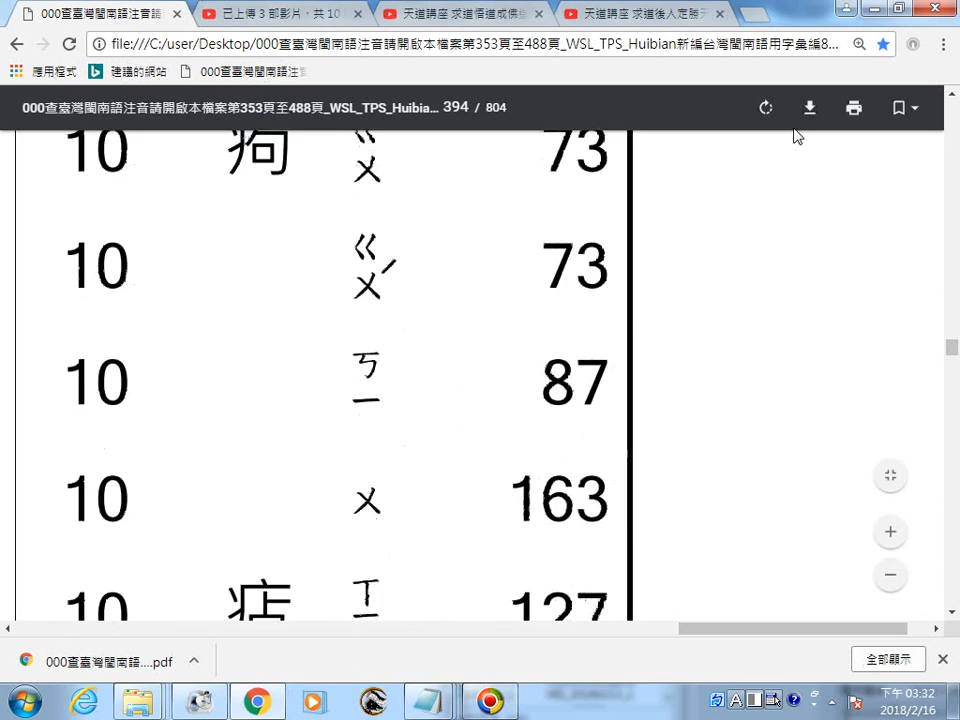 000查臺灣閩南語注音請開啟本檔
已上傳 3 部影片，共 10
天道講座 求道悟道成佛
天道講座 求道後人定勝
file:///C:/user/Desktop/000查臺灣閩南語注音請開啟本檔案第353頁至488頁_WSL_TPS_Huibian新編台灣閩南語用字彙編8...
應用程式
建議的網站
000查臺灣閩南語注音
000查臺灣閩南語注音請開啟本檔案第353頁至488頁_WSL_TPS_Huibia... 394 / 804
10 痀 ㄍㄨ 73
10 ㄍㄨˊ 73
10 ㄎㄧ 87
10 ㄨ 163
10 ㄒㄧ 127
000查臺灣閩南語....pdf
全部顯示
A
下午 03:32
2018/2/16